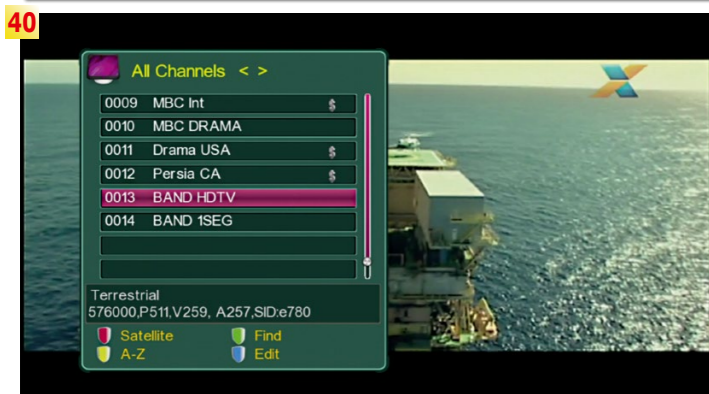 40
All Channels < >
0009 MBC Int $
0010 MBC DRAMA
0011 Drama USA $
0012 Persia CA $
0013 BAND HDTV
0014 BAND 1SEG
Terrestrial
576000,P511,V259, A257,SID:e780
Satellite Find
A-Z Edit